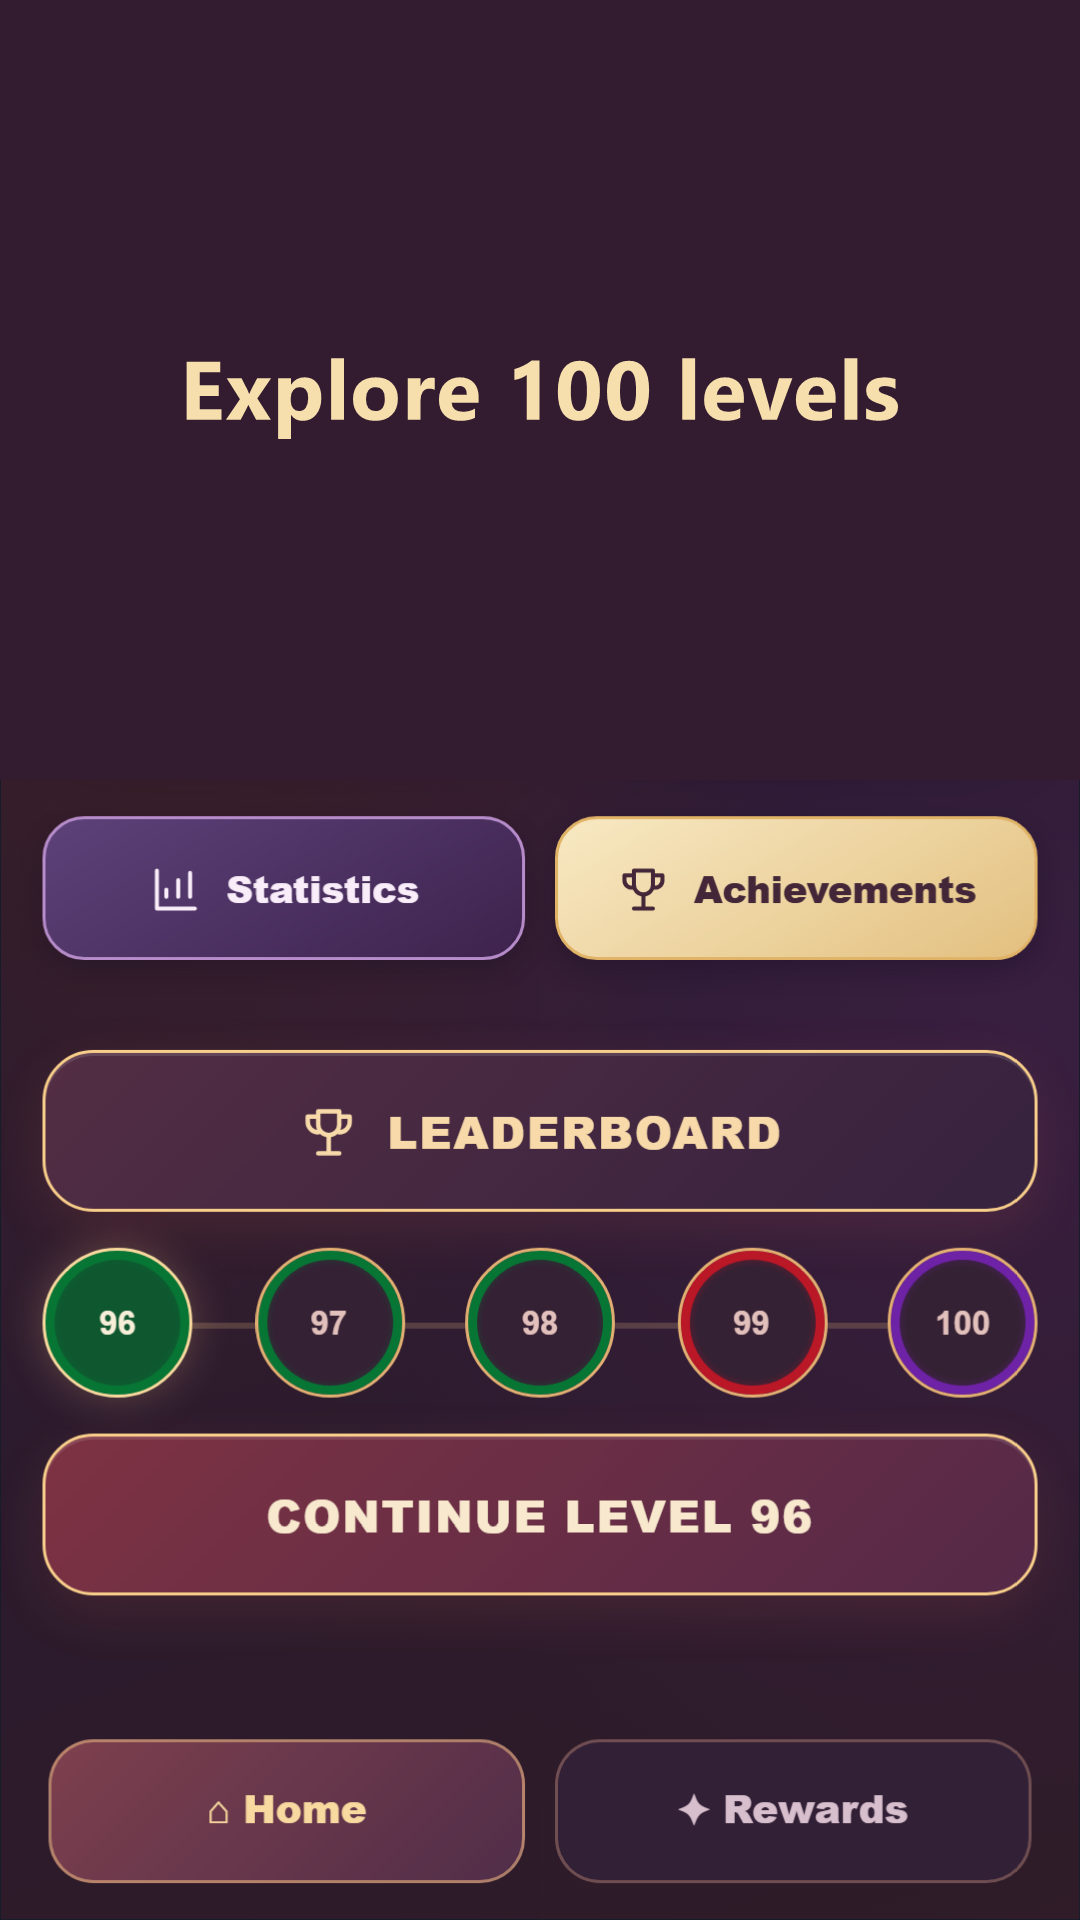 Explore 100 levels
Statistics
Achievements
LEADERBOARD
96 97 98 99 100
CONTINUE LEVEL 96
Home
Rewards